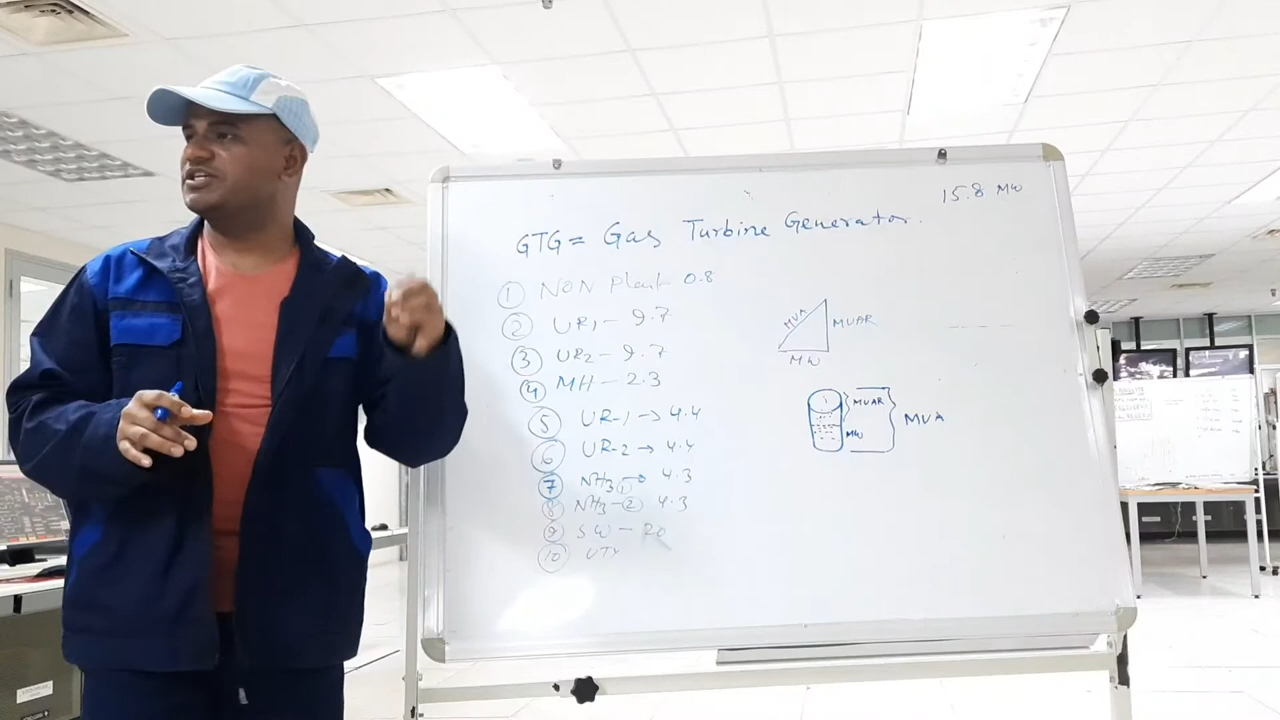 15.8 MW
GTG = Gas Turbine Generator.
① NON Plant 0.8
② UR1 - 9.7
③ UR2 - 9.7
④ MH - 2.3
⑤ UR-1 → 4.4
⑥ UR-2 → 4.4
⑦ NH3 ① → 4.3
⑧ NH3 - ② 4.3
⑨ SW - 20
⑩ UTY
MVA
MVAR
MW
MVAR
MW
MVA